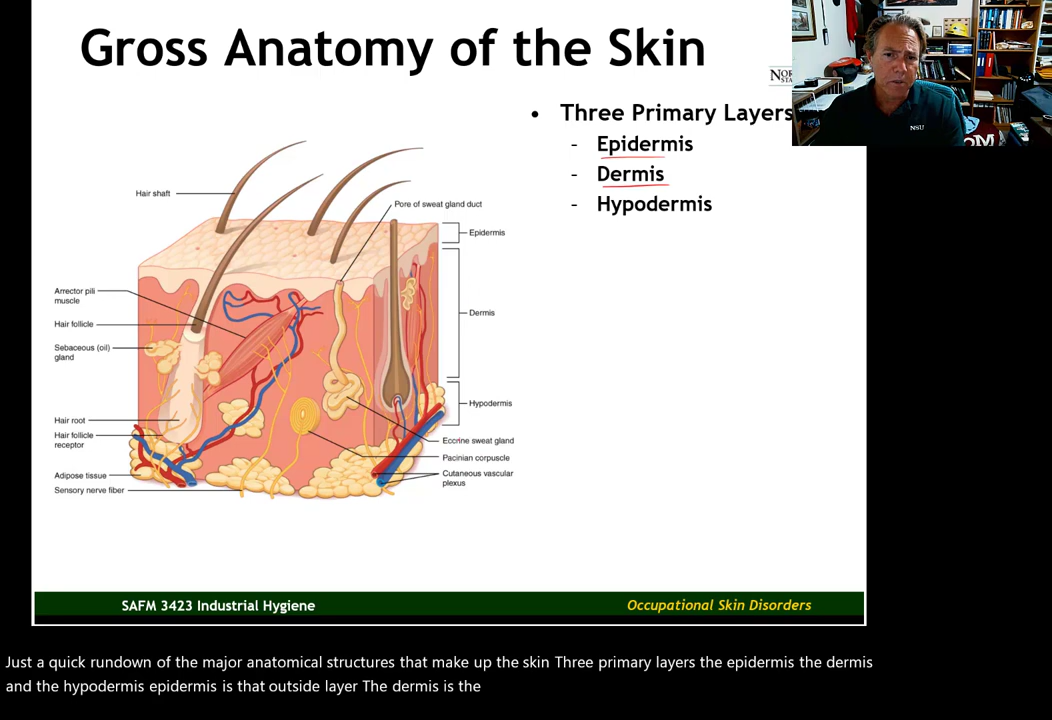 Gross Anatomy of the Skin
• Three Primary Layers
- Epidermis
- Dermis
- Hypodermis
Hair shaft
Pore of sweat gland duct
Epidermis
Arrector pili
muscle
Dermis
Hair follicle
Sebaceous (oil)
gland
Hypodermis
Hair root
Hair follicle
receptor
Eccrine sweat gland
Pacinian corpuscle
Adipose tissue
Cutaneous vascular
plexus
Sensory nerve fiber
NSU
SAFM 3423 Industrial Hygiene
Occupational Skin Disorders
Just a quick rundown of the major anatomical structures that make up the skin Three primary layers the epidermis the dermis
and the hypodermis epidermis is that outside layer The dermis is the